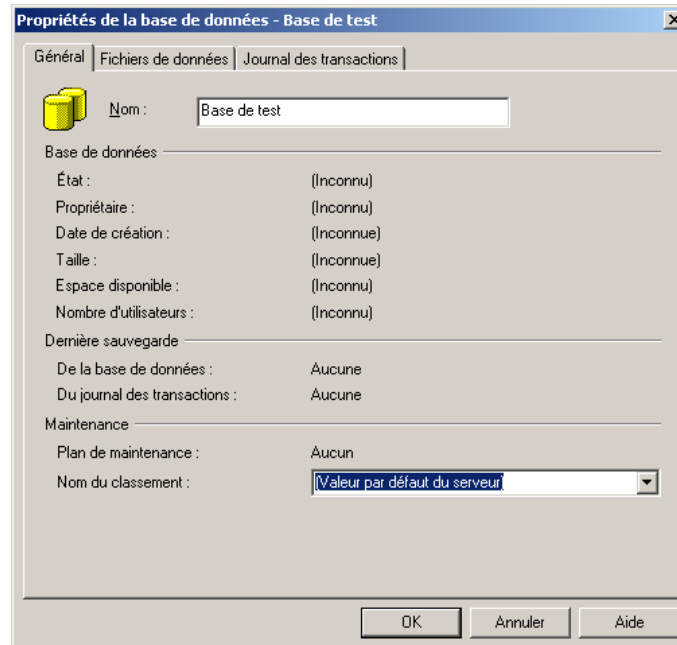 Propriétés de la base de données - Base de test
Général Fichiers de données Journal des transactions
Nom : Base de test
Base de données
État : (Inconnu)
Propriétaire : (Inconnu)
Date de création : (Inconnue)
Taille : (Inconnue)
Espace disponible : (Inconnu)
Nombre d'utilisateurs : (Inconnu)
Dernière sauvegarde
De la base de données : Aucune
Du journal des transactions : Aucune
Maintenance
Plan de maintenance : Aucun
Nom du classement : (Valeur par défaut du serveur)
OK Annuler Aide